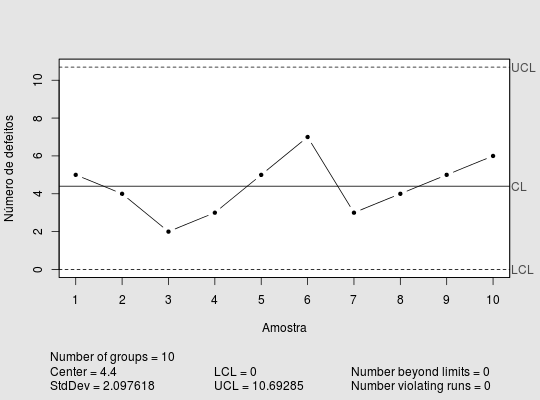 UCL
CL
LCL
10
8
6
4
2
0
Número de defeitos
1 2 3 4 5 6 7 8 9 10
Amostra
Number of groups = 10
Center = 4.4 LCL = 0 Number beyond limits = 0
StdDev = 2.097618 UCL = 10.69285 Number violating runs = 0